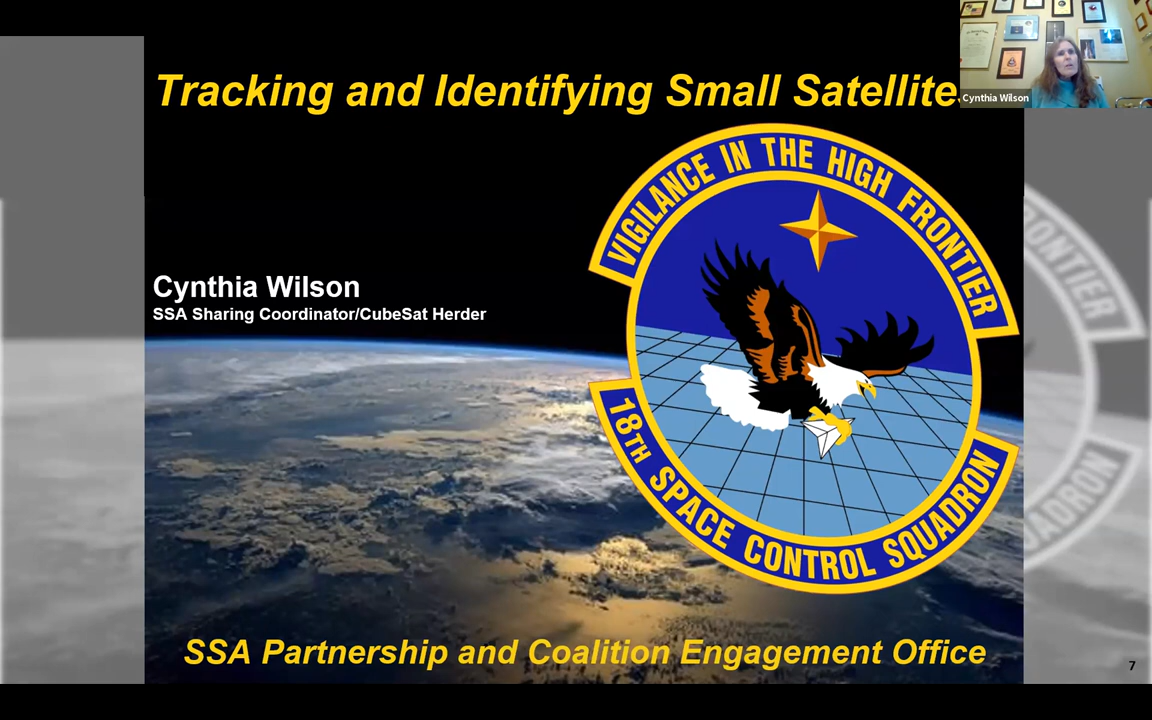 Tracking and Identifying Small Satellite
Cynthia Wilson
VIGILANCE IN THE HIGH FRONTIER
Cynthia Wilson
SSA Sharing Coordinator/CubeSat Herder
18TH SPACE CONTROL SQUADRON
FRONTIER
SSA Partnership and Coalition Engagement Office
7